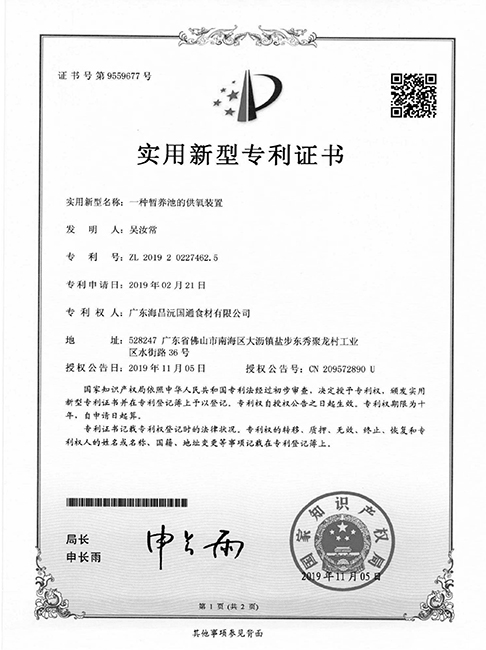 证书号第9559677号
实用新型专利证书
实用新型名称：一种暂养池的供氧装置
发明人：吴汝常
专利号：ZL 2019 2 0227462.5
专利申请日：2019年02月21日
专利权人：广东海昌沅国通食材有限公司
地址：528247 广东省佛山市南海区大沥镇盐步东秀聚龙村工业
区水街路36号
授权公告日：2019年11月05日 授权公告号：CN 209572890 U
国家知识产权局依照中华人民共和国专利法经过初步审查，决定授予专利权，颁发实用
新型专利证书并在专利登记簿上予以登记。专利权自授权公告之日起生效。专利权期限为十
年，自申请日起算。
专利证书记载专利权登记时的法律状况。专利权的转移、质押、无效、终止、恢复和专
利权人的姓名或名称、国籍、地址变更等事项记载在专利登记簿上。
局长
申长雨
申长雨
国家知识产权局
2019年11月05日
第1页（共2页）
其他事项参见背面